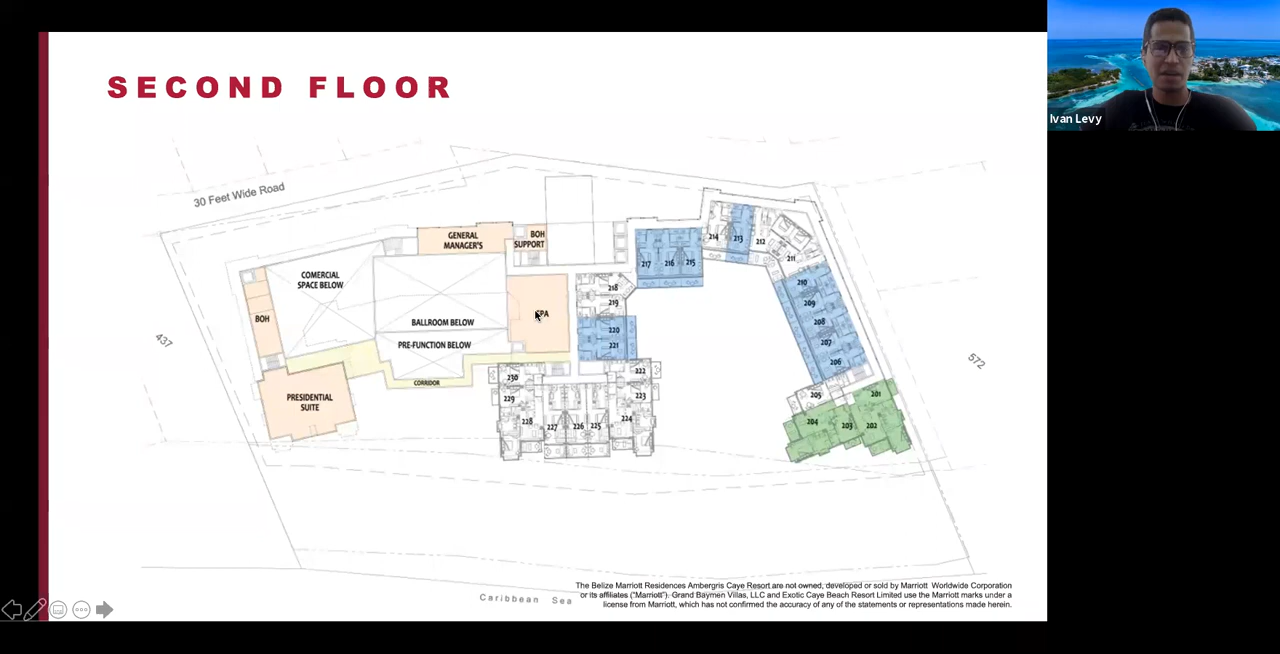 SECOND FLOOR
Ivan Levy
30 Feet Wide Road
GENERAL
MANAGER'S
BOH
SUPPORT
COMERCIAL
SPACE BELOW
BOH
BALLROOM BELOW
PRE-FUNCTION BELOW
SPA
CORRIDOR
PRESIDENTIAL
SUITE
437
572
217
216
215
214
213
212
211
210
209
208
207
206
205
204
203
202
201
218
219
220
221
222
223
224
225
226
227
228
229
230
The Belize Marriott Residences Ambergris Caye Resort are not owned, developed or sold by Marriott Worldwide Corporation
or its affiliates ("Marriott"). Grand Baymen Villas, LLC and Exotic Caye Beach Resort Limited use the Marriott marks under a
license from Marriott, which has not confirmed the accuracy of any of the statements or representations made herein.
Caribbean Sea